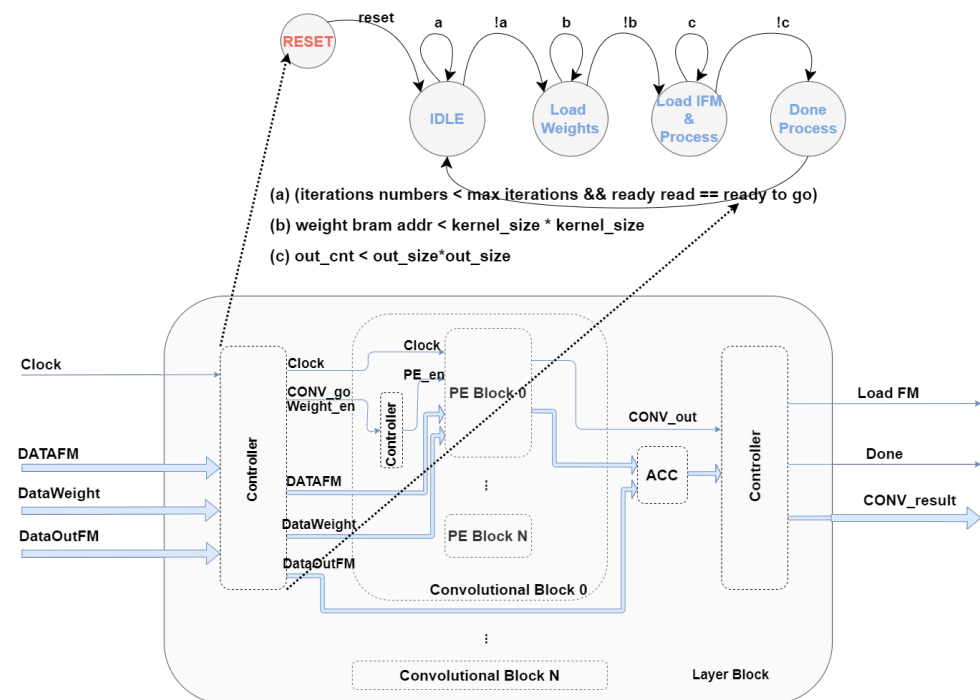 reset
a
!a
b
!b
c
!c
RESET
IDLE
Load
Weights
Load IFM
&
Process
Done
Process
(a) (iterations numbers < max iterations && ready read == ready to go)
(b) weight bram addr < kernel_size * kernel_size
(c) out_cnt < out_size*out_size
Clock
DATAFM
DataWeight
DataOutFM
Controller
Clock
CONV_go
Weight_en
DATAFM
DataWeight
DataOutFM
Controller
Clock
PE_en
PE Block 0
⋮
PE Block N
Convolutional Block 0
⋮
Convolutional Block N
CONV_out
ACC
Controller
Load FM
Done
CONV_result
Layer Block